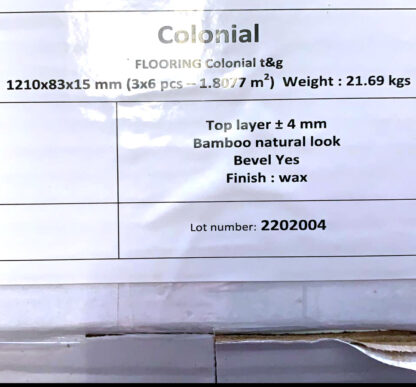 Colonial
FLOORING Colonial t&g
1210x83x15 mm (3x6 pcs – 1.8077 m²) Weight : 21.69 kgs
Top layer ± 4 mm
Bamboo natural look
Bevel Yes
Finish : wax
Lot number: 2202004